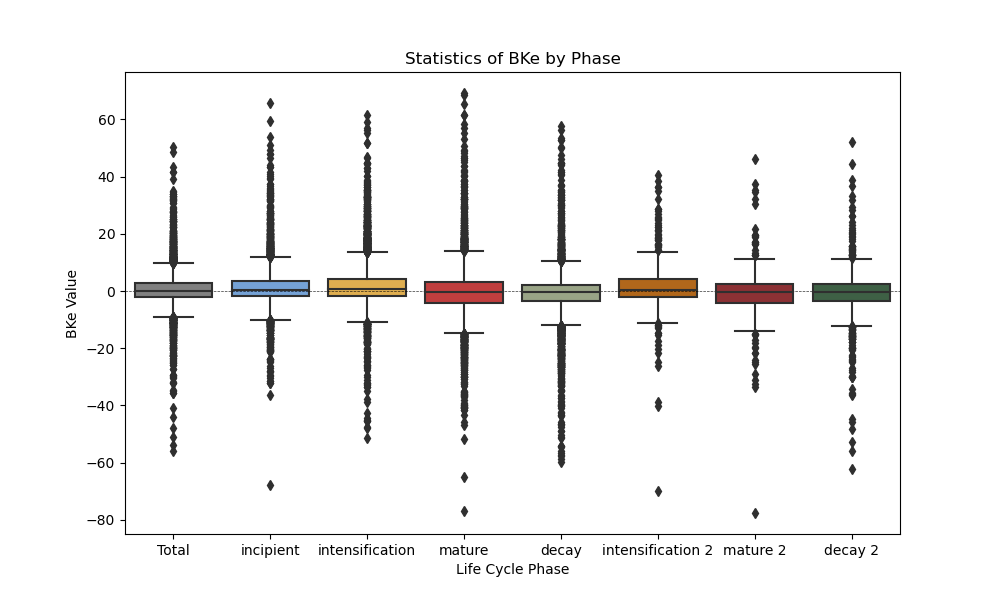 Statistics of BKe by Phase
BKe Value
60
40
20
0
−20
−40
−60
−80
Total incipient intensification mature decay intensification 2 mature 2 decay 2
Life Cycle Phase